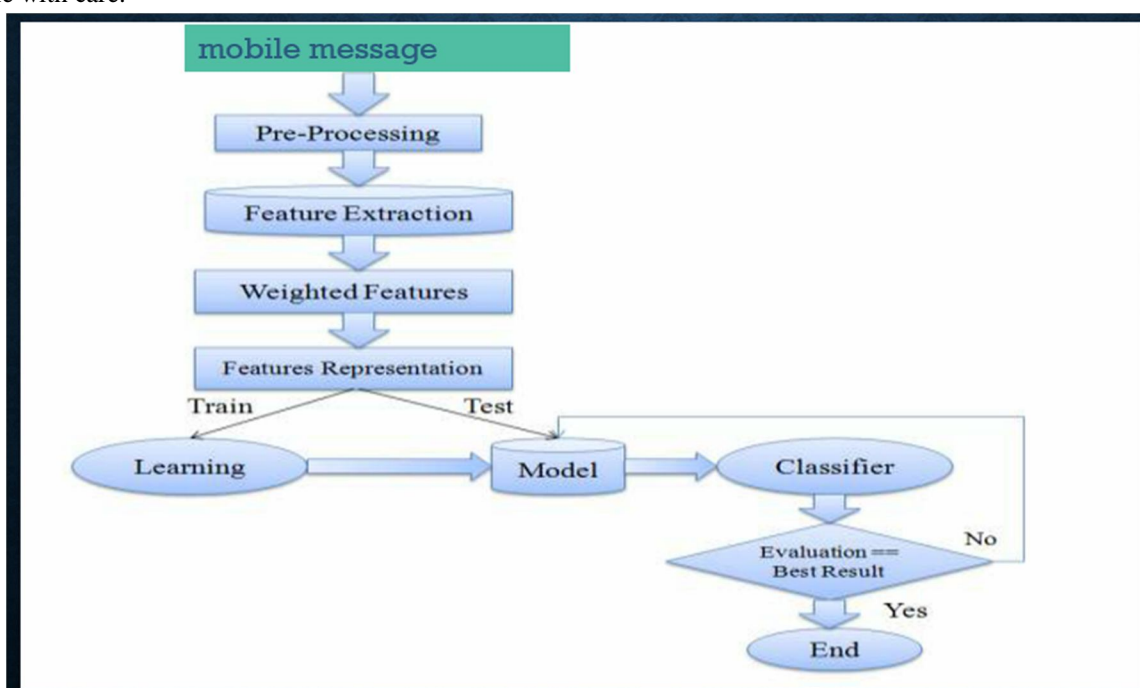 mobile message
Pre-Processing
Feature Extraction
Weighted Features
Features Representation
Train
Test
Learning
Model
Classifier
Evaluation ==
Best Result
No
Yes
End